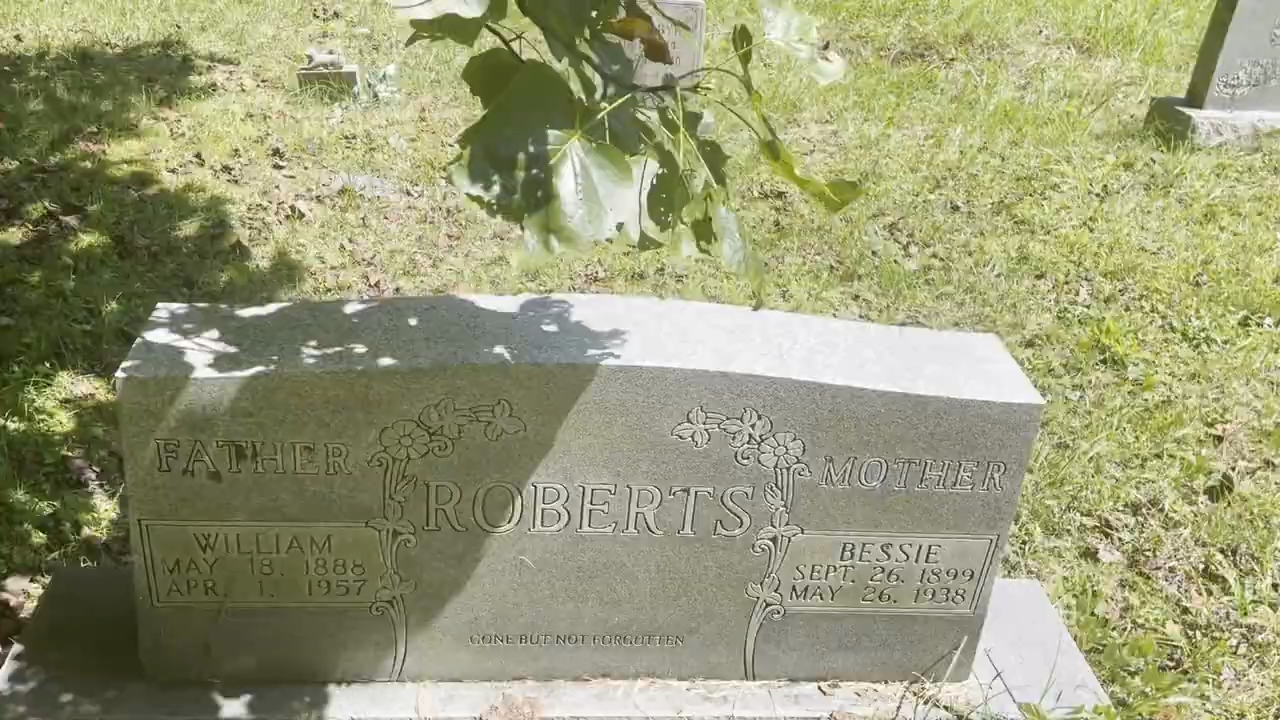 FATHER
MOTHER
ROBERTS
WILLIAM
MAY 18. 1888
APR. 1. 1957
BESSIE
SEPT. 26. 1899
MAY 26. 1938
GONE BUT NOT FORGOTTEN